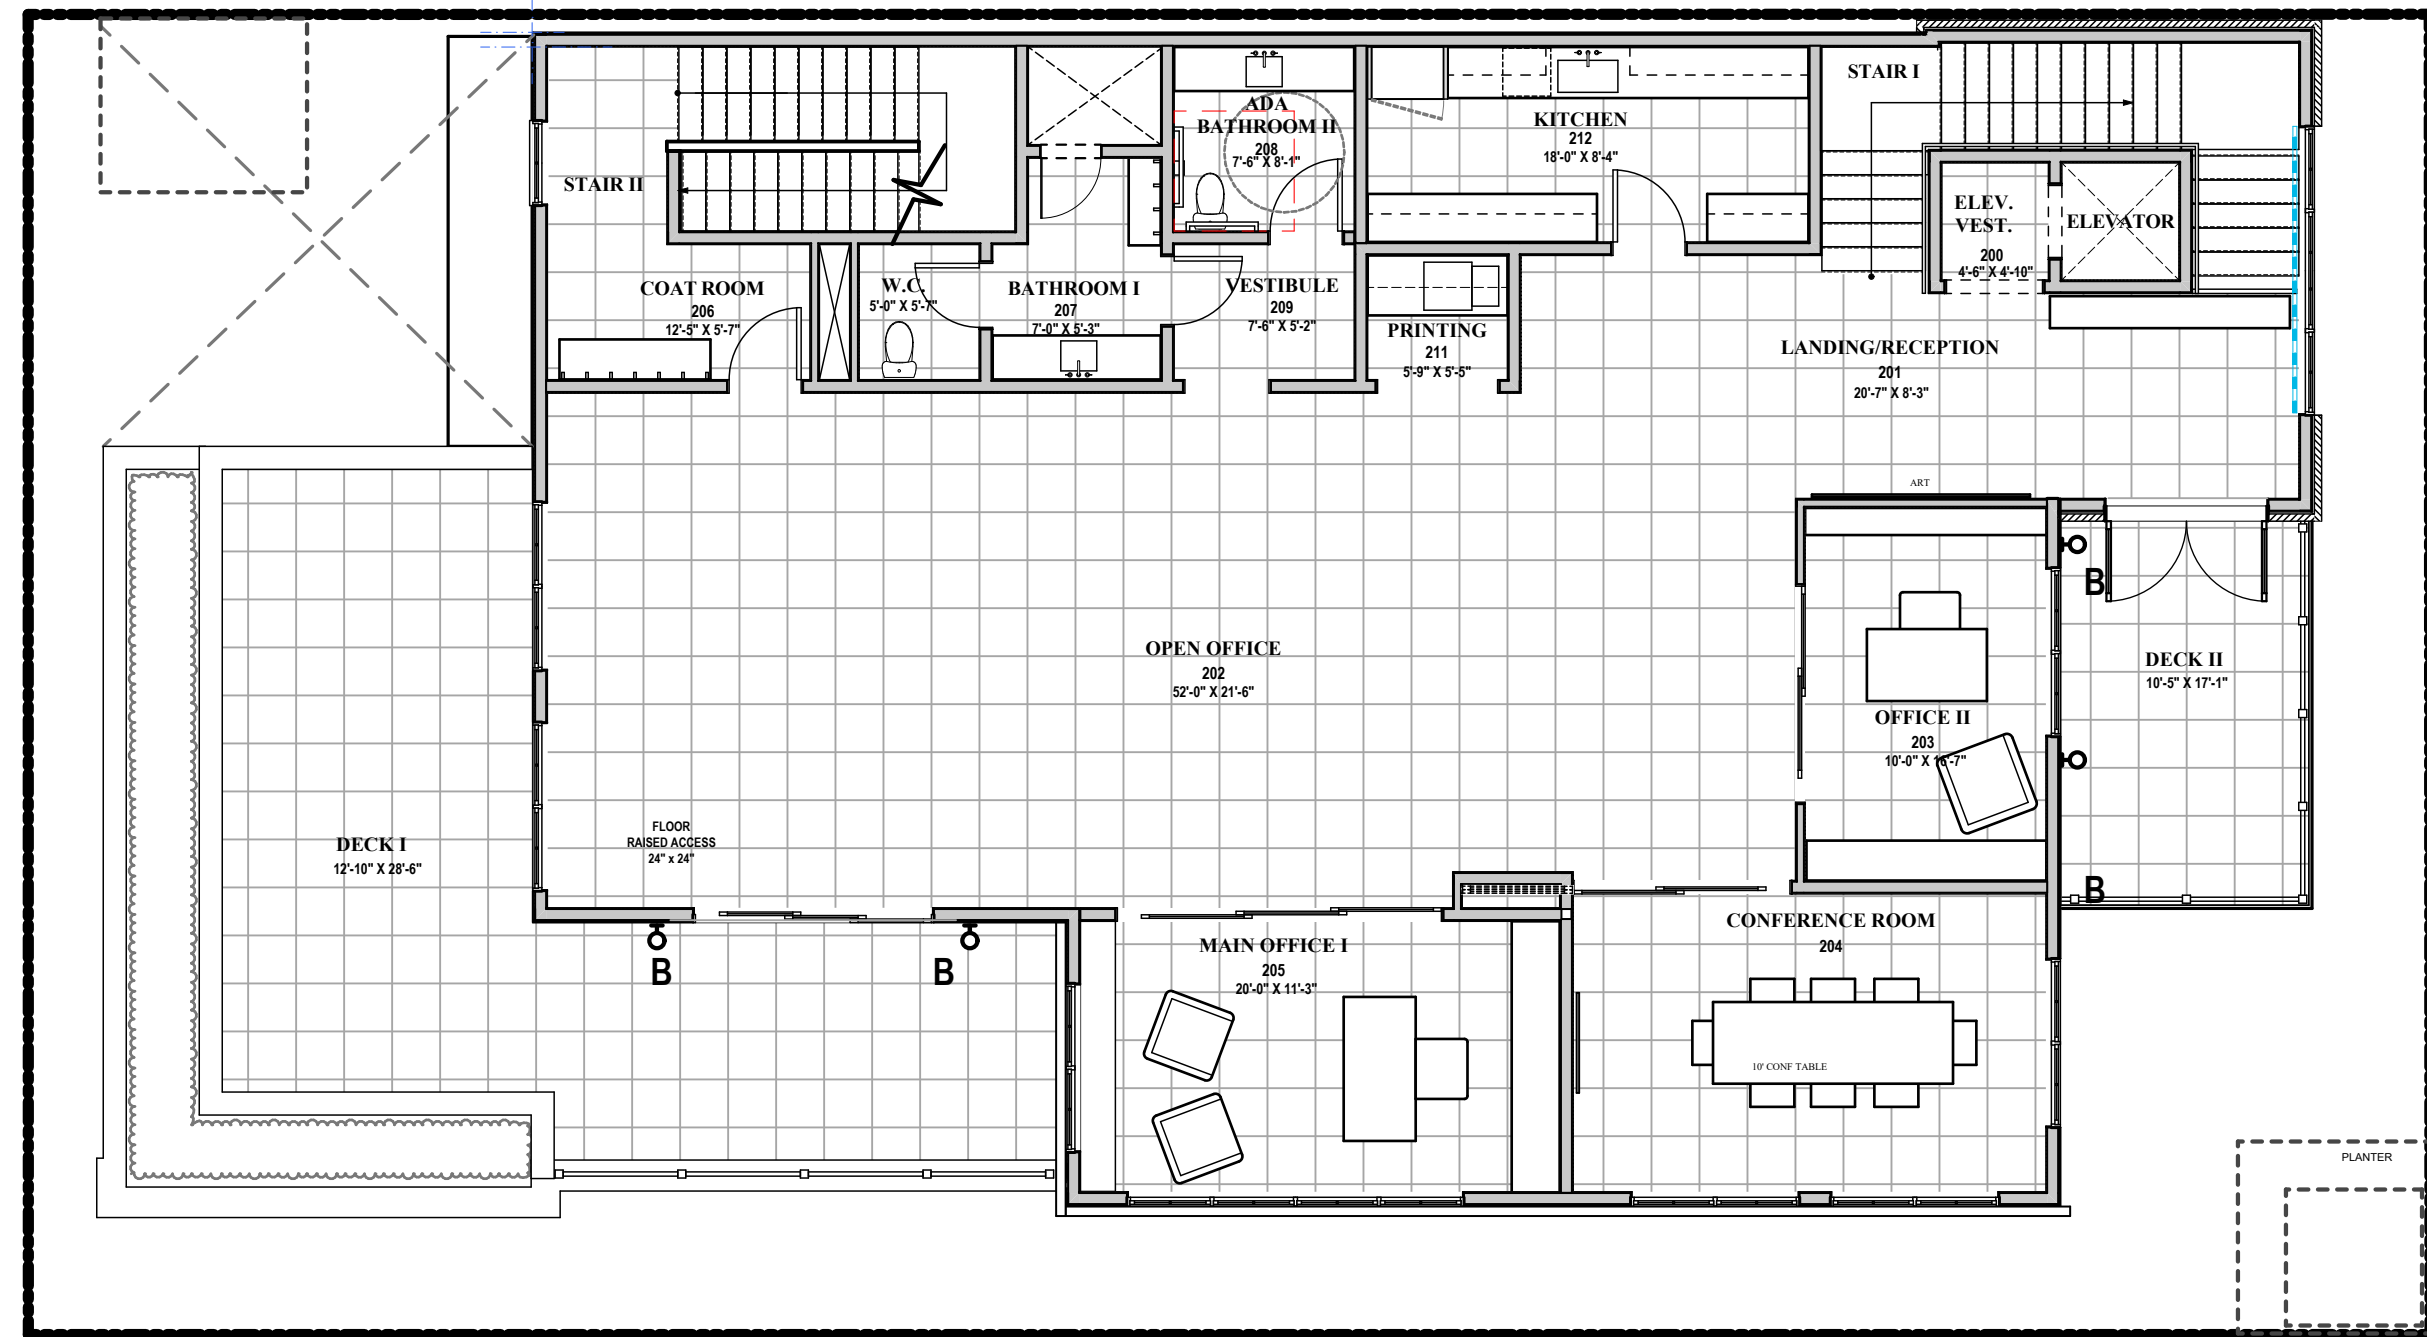 STAIR I
ADA
BATHROOM II
208
7'-6" X 8'-1"
KITCHEN
212
18'-0" X 8'-4"
STAIR II
ELEV.
VEST.
200
4'-6" X 4'-10"
ELEVATOR
COAT ROOM
206
12'-5" X 5'-7"
W.C.
5'-0" X 5'-7"
BATHROOM I
207
7'-0" X 5'-3"
VESTIBULE
209
7'-6" X 5'-2"
PRINTING
211
5'-9" X 5'-5"
LANDING/RECEPTION
201
20'-7" X 8'-3"
ART
B
OPEN OFFICE
202
52'-0" X 21'-6"
DECK II
10'-5" X 17'-1"
OFFICE II
203
10'-0" X 16'-7"
FLOOR
RAISED ACCESS
24" x 24"
DECK I
12'-10" X 28'-6"
B
CONFERENCE ROOM
204
MAIN OFFICE I
205
20'-0" X 11'-3"
B
B
10' CONF TABLE
PLANTER